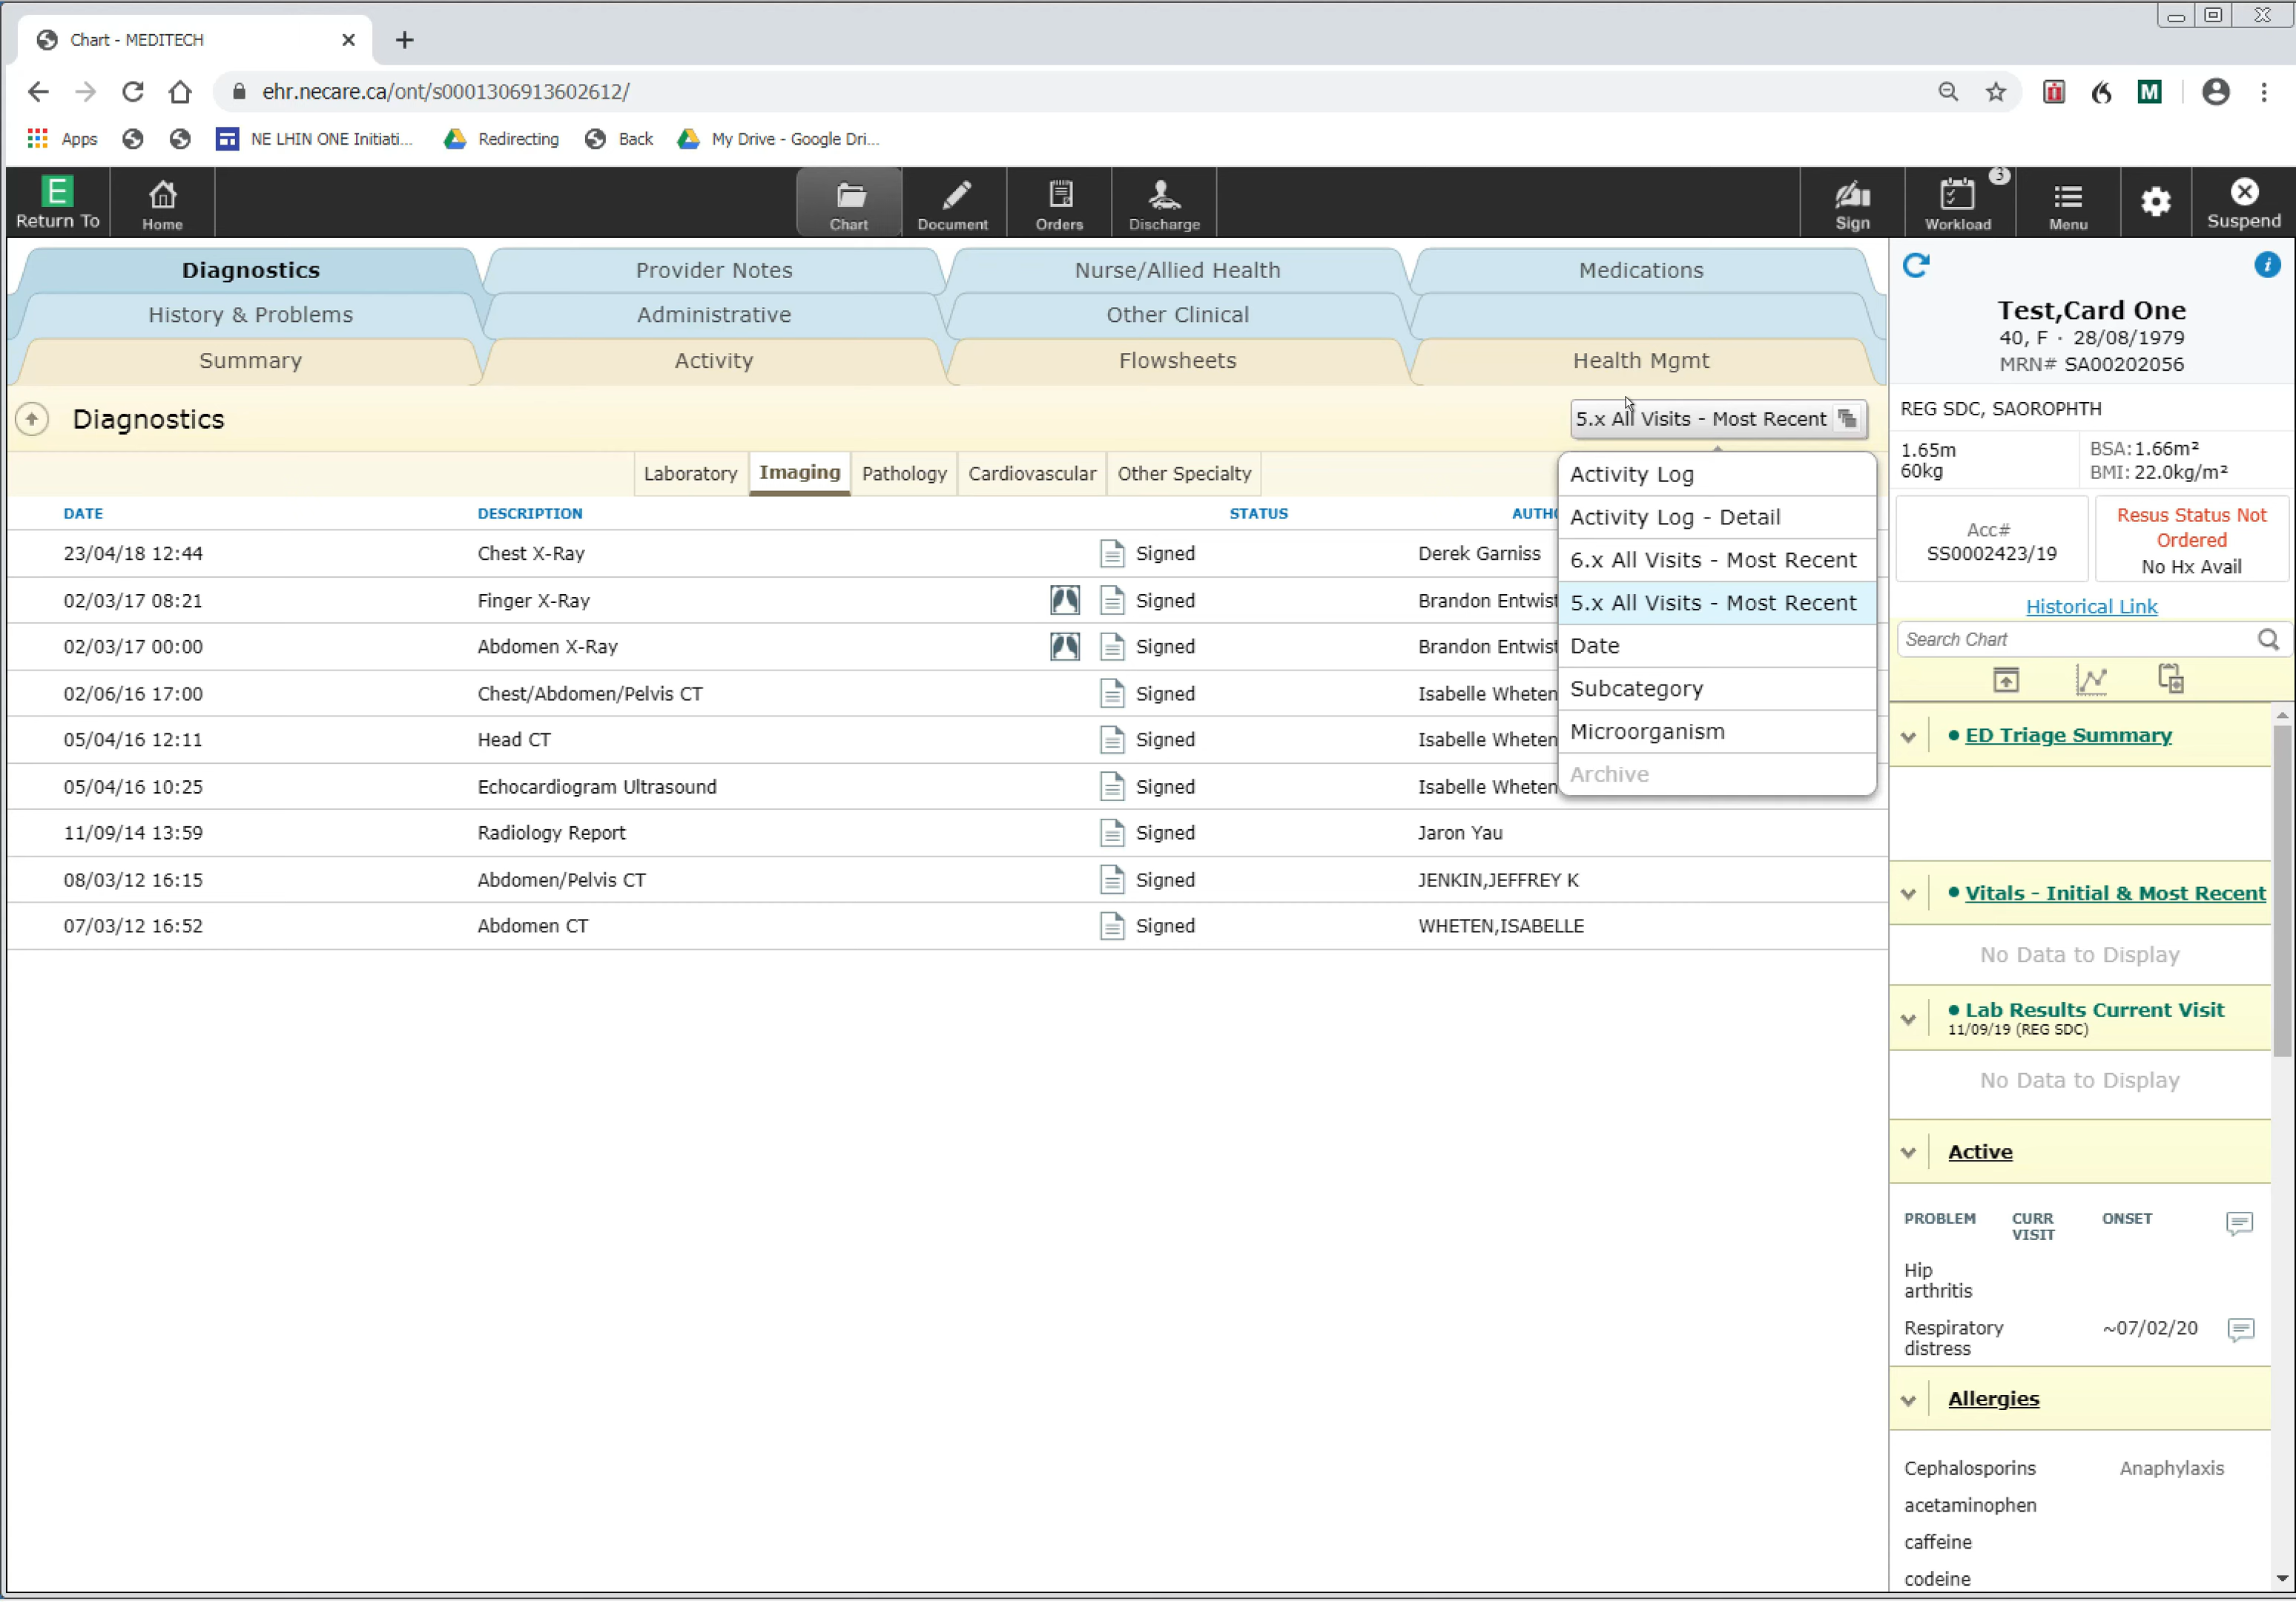 Chart - MEDITECH
ehr.necare.ca/ont/s0001306913602612/
Apps
NE LHIN ONE Initiati...
Redirecting
Back
My Drive - Google Dri...
M
E
Return To
Home
Chart
Document
Orders
Discharge
Sign
3
Workload
Menu
Suspend
Diagnostics
Provider Notes
Nurse/Allied Health
Medications
History & Problems
Administrative
Other Clinical
Summary
Activity
Flowsheets
Health Mgmt
Diagnostics
5.x All Visits - Most Recent
Laboratory
Imaging
Pathology
Cardiovascular
Other Specialty
DATE DESCRIPTION STATUS AUTHO
23/04/18 12:44 Chest X-Ray Signed Derek Garniss
02/03/17 08:21 Finger X-Ray Signed Brandon Entwist
02/03/17 00:00 Abdomen X-Ray Signed Brandon Entwist
02/06/16 17:00 Chest/Abdomen/Pelvis CT Signed Isabelle Wheten
05/04/16 12:11 Head CT Signed Isabelle Wheten
05/04/16 10:25 Echocardiogram Ultrasound Signed Isabelle Wheten
11/09/14 13:59 Radiology Report Signed Jaron Yau
08/03/12 16:15 Abdomen/Pelvis CT Signed JENKIN,JEFFREY K
07/03/12 16:52 Abdomen CT Signed WHETEN,ISABELLE
Activity Log
Activity Log - Detail
6.x All Visits - Most Recent
5.x All Visits - Most Recent
Date
Subcategory
Microorganism
Archive
i
Test,Card One
40, F · 28/08/1979
MRN# SA00202056
REG SDC, SAOROPHTH
1.65m
60kg
BSA: 1.66m²
BMI: 22.0kg/m²
Acc#
SS0002423/19
Resus Status Not
Ordered
No Hx Avail
Historical Link
Search Chart
ED Triage Summary
Vitals - Initial & Most Recent
No Data to Display
Lab Results Current Visit
11/09/19 (REG SDC)
No Data to Display
Active
PROBLEM CURR VISIT ONSET
Hip
arthritis
Respiratory ~07/02/20
distress
Allergies
Cephalosporins Anaphylaxis
acetaminophen
caffeine
codeine